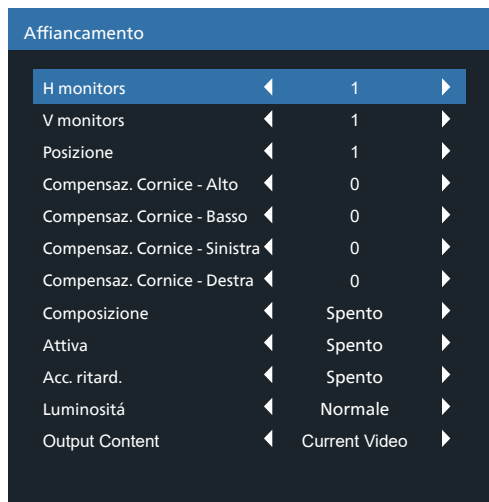 Affiancamento
H monitors 1
V monitors 1
Posizione 1
Compensaz. Cornice - Alto 0
Compensaz. Cornice - Basso 0
Compensaz. Cornice - Sinistra 0
Compensaz. Cornice - Destra 0
Composizione Spento
Attiva Spento
Acc. ritard. Spento
Luminositá Normale
Output Content Current Video